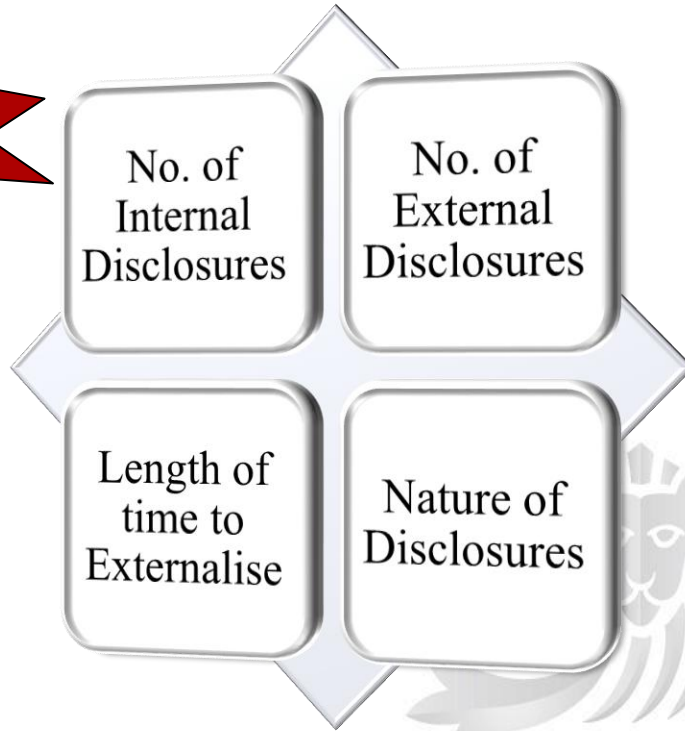 No. of
Internal
Disclosures
No. of
External
Disclosures
Length of
time to
Externalise
Nature of
Disclosures